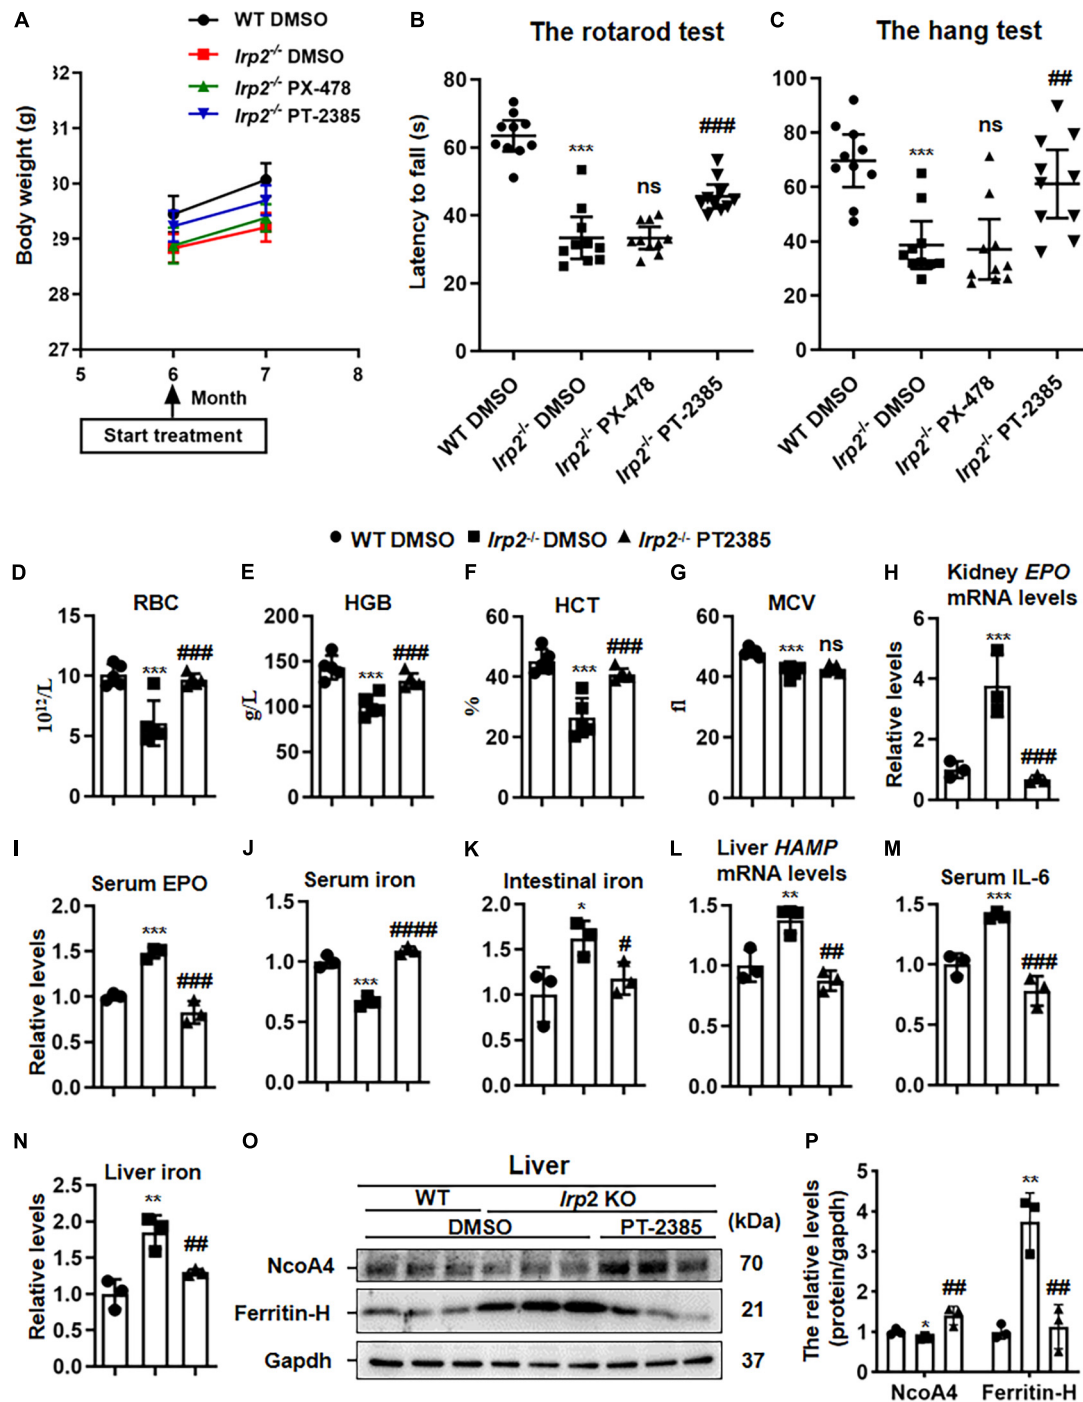 A
WT DMSO
Irp2-/- DMSO
Irp2-/- PX-478
Irp2-/- PT-2385
Body weight (g)
32
31
30
29
28
27
5
6
7
8
Month
Start treatment
B
The rotarod test
Latency to fall (s)
80
60
40
20
0
***
ns
###
WT DMSO
Irp2-/- DMSO
Irp2-/- PX-478
Irp2-/- PT-2385
C
The hang test
100
80
60
40
20
0
***
ns
##
WT DMSO
Irp2-/- DMSO
Irp2-/- PX-478
Irp2-/- PT-2385
WT DMSO Irp2-/- DMSO Irp2-/- PT2385
D
RBC
10¹²/L
15
10
5
0
***
###
E
HGB
g/L
200
150
100
50
0
***
###
F
HCT
%
60
40
20
0
***
###
G
MCV
fl
60
40
20
0
***
ns
H
Kidney EPO
mRNA levels
Relative levels
6
4
2
0
***
###
I
Serum EPO
Relative levels
2.0
1.5
1.0
0.5
0.0
***
###
J
Serum iron
1.5
1.0
0.5
0.0
***
####
K
Intestinal iron
2.0
1.5
1.0
0.5
0.0
*
#
L
Liver HAMP
mRNA levels
1.5
1.0
0.5
0.0
**
##
M
Serum IL-6
1.5
1.0
0.5
0.0
***
###
N
Liver iron
Relative levels
2.5
2.0
1.5
1.0
0.5
0.0
**
##
O
Liver
WT
Irp2 KO
DMSO
PT-2385
(kDa)
NcoA4
70
Ferritin-H
21
Gapdh
37
P
The relative levels
(protein/gapdh)
5
4
3
2
1
0
*
##
**
##
NcoA4
Ferritin-H